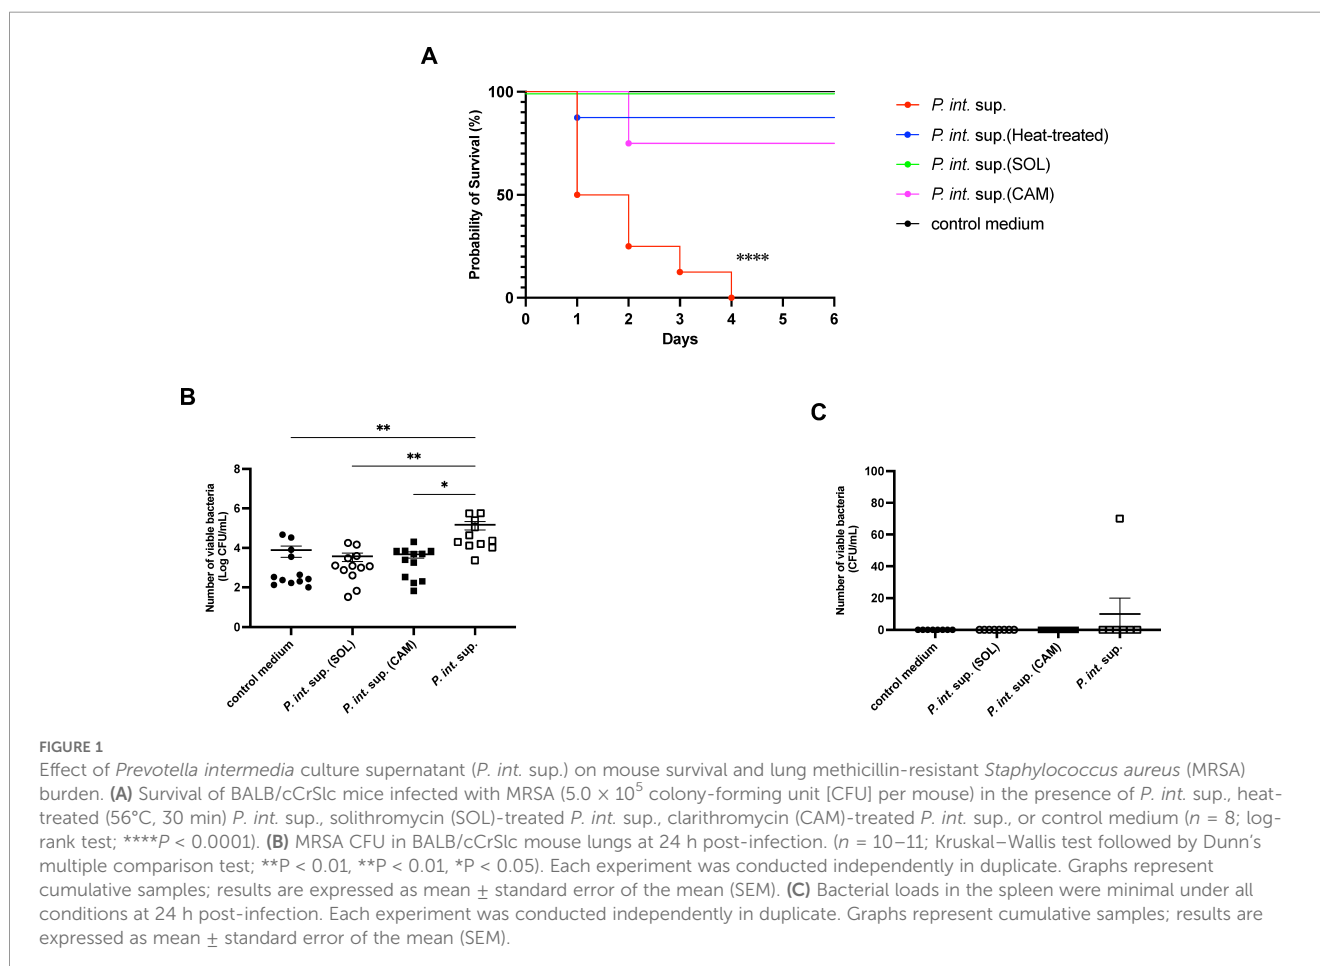 A
100
50
0
Probability of Survival (%)
0 1 2 3 4 5 6
Days
****
P. int. sup.
P. int. sup.(Heat-treated)
P. int. sup.(SOL)
P. int. sup.(CAM)
control medium
B
**
**
*
8
6
4
2
0
Number of viable bacteria
(Log CFU/mL)
control medium
P. int. sup. (SOL)
P. int. sup. (CAM)
P. int. sup.
C
100
80
60
40
20
0
Number of viable bacteria
(CFU/mL)
control medium
P. int. sup. (SOL)
P. int. sup. (CAM)
P. int. sup.
FIGURE 1
Effect of Prevotella intermedia culture supernatant (P. int. sup.) on mouse survival and lung methicillin-resistant Staphylococcus aureus (MRSA)
burden. (A) Survival of BALB/cCrSlc mice infected with MRSA (5.0 × 10⁵ colony-forming unit [CFU] per mouse) in the presence of P. int. sup., heat-
treated (56°C, 30 min) P. int. sup., solithromycin (SOL)-treated P. int. sup., clarithromycin (CAM)-treated P. int. sup., or control medium (n = 8; log-
rank test; ****P < 0.0001). (B) MRSA CFU in BALB/cCrSlc mouse lungs at 24 h post-infection. (n = 10–11; Kruskal–Wallis test followed by Dunn’s
multiple comparison test; **P < 0.01, **P < 0.01, *P < 0.05). Each experiment was conducted independently in duplicate. Graphs represent
cumulative samples; results are expressed as mean ± standard error of the mean (SEM). (C) Bacterial loads in the spleen were minimal under all
conditions at 24 h post-infection. Each experiment was conducted independently in duplicate. Graphs represent cumulative samples; results are
expressed as mean ± standard error of the mean (SEM).